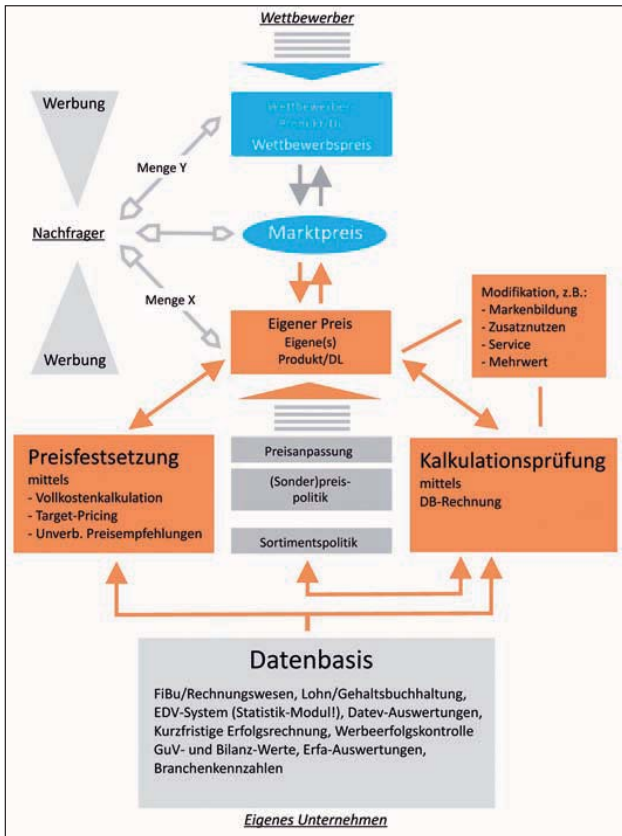 Wettbewerber
Werbung
Wettbewerber
Produkt/DL
Wettbewerbspreis
Menge Y
Nachfrager
Marktpreis
Menge X
Werbung
Eigener Preis
Eigene(s)
Produkt/DL
Modifikation, z.B.:
- Markenbildung
- Zusatznutzen
- Service
- Mehrwert
Preisfestsetzung
mittels
- Vollkostenkalkulation
- Target-Pricing
- Unverb. Preisempfehlungen
Preisanpassung
(Sonder)preis-
politik
Sortimentspolitik
Kalkulationsprüfung
mittels
DB-Rechnung
Datenbasis
FiBu/Rechnungswesen, Lohn/Gehaltsbuchhaltung,
EDV-System (Statistik-Modul!), Datev-Auswertungen,
Kurzfristige Erfolgsrechnung, Werbeerfolgskontrolle
GuV- und Bilanz-Werte, Erfa-Auswertungen,
Branchenkennzahlen
Eigenes Unternehmen